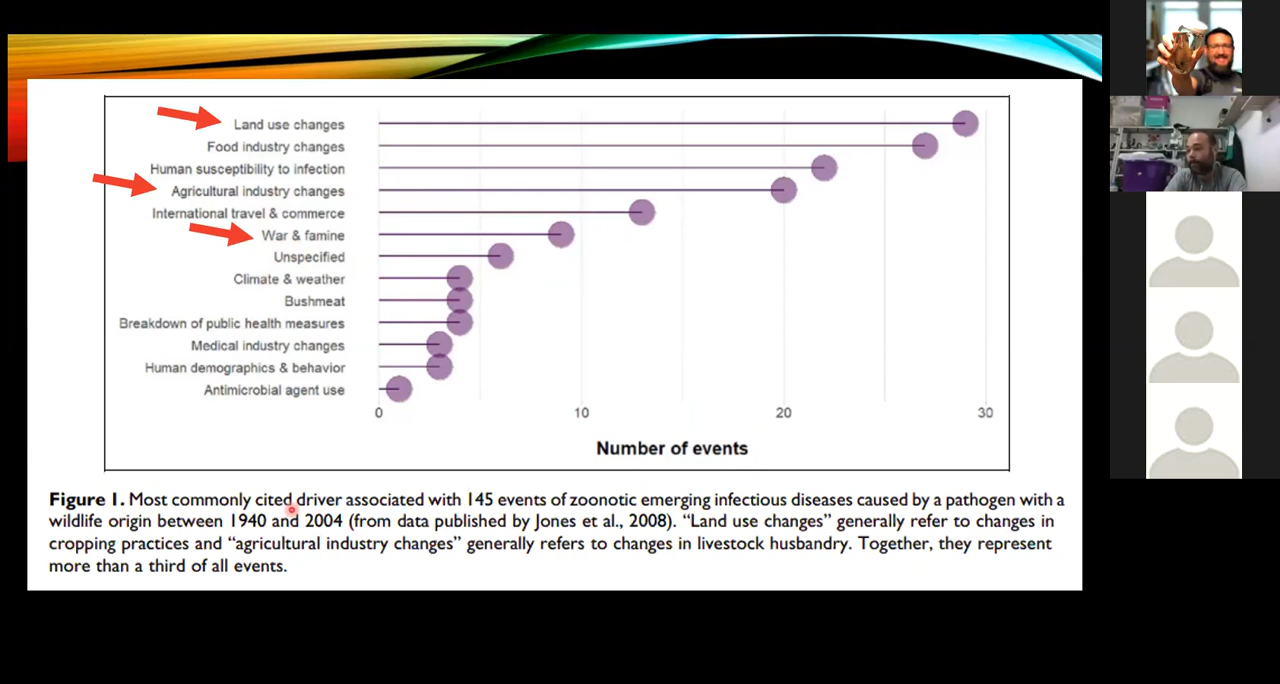 Land use changes
Food industry changes
Human susceptibility to infection
Agricultural industry changes
International travel & commerce
War & famine
Unspecified
Climate & weather
Bushmeat
Breakdown of public health measures
Medical industry changes
Human demographics & behavior
Antimicrobial agent use
0 10 20 30
Number of events
Figure 1. Most commonly cited driver associated with 145 events of zoonotic emerging infectious diseases caused by a pathogen with a
wildlife origin between 1940 and 2004 (from data published by Jones et al., 2008). “Land use changes” generally refer to changes in
cropping practices and “agricultural industry changes” generally refers to changes in livestock husbandry. Together, they represent
more than a third of all events.